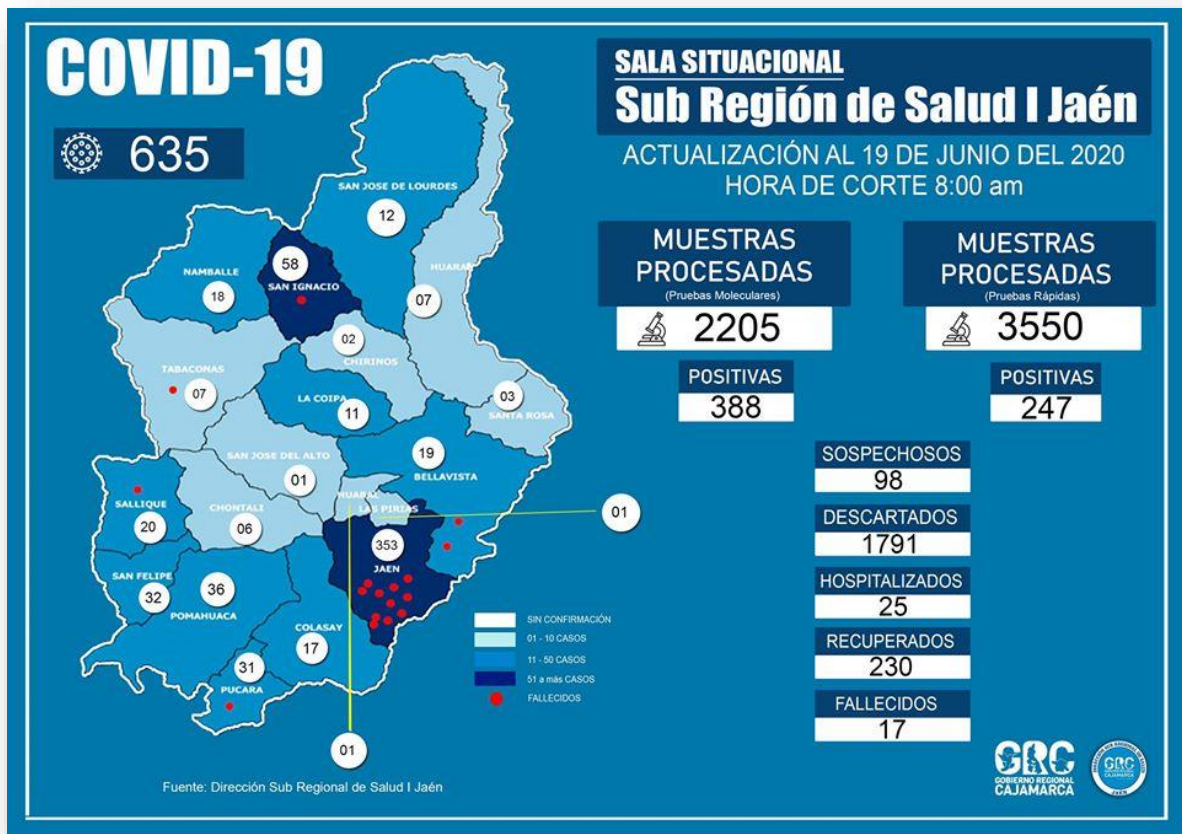 COVID-19
635
SALA SITUACIONAL
Sub Región de Salud I Jaén
ACTUALIZACIÓN AL 19 DE JUNIO DEL 2020
HORA DE CORTE 8:00 am
MUESTRAS
PROCESADAS
(Pruebas Moleculares)
2205
POSITIVAS
388
MUESTRAS
PROCESADAS
(Pruebas Rápidas)
3550
POSITIVAS
247
SOSPECHOSOS
98
DESCARTADOS
1791
HOSPITALIZADOS
25
RECUPERADOS
230
FALLECIDOS
17
SAN JOSE DE LOURDES
12
58
SAN IGNACIO
NAMBALLE
18
HUARAL
07
02
CHIRINOS
TABACONAS
07
LA COIPA
11
03
SANTA ROSA
19
BELLAVISTA
SAN JOSE DEL ALTO
01
HUABAL
LAS PIRIAS
01
SALLIQUE
20
CHONTALI
06
353
JAEN
SAN FELIPE
32
36
POMAHUACA
COLASAY
17
31
PUCARA
01
SIN CONFIRMACIÓN
01 - 10 CASOS
11 - 50 CASOS
51 a más CASOS
FALLECIDOS
Fuente: Dirección Sub Regional de Salud I Jaén
GRC
GOBIERNO REGIONAL
CAJAMARCA
GRC
JAÉN